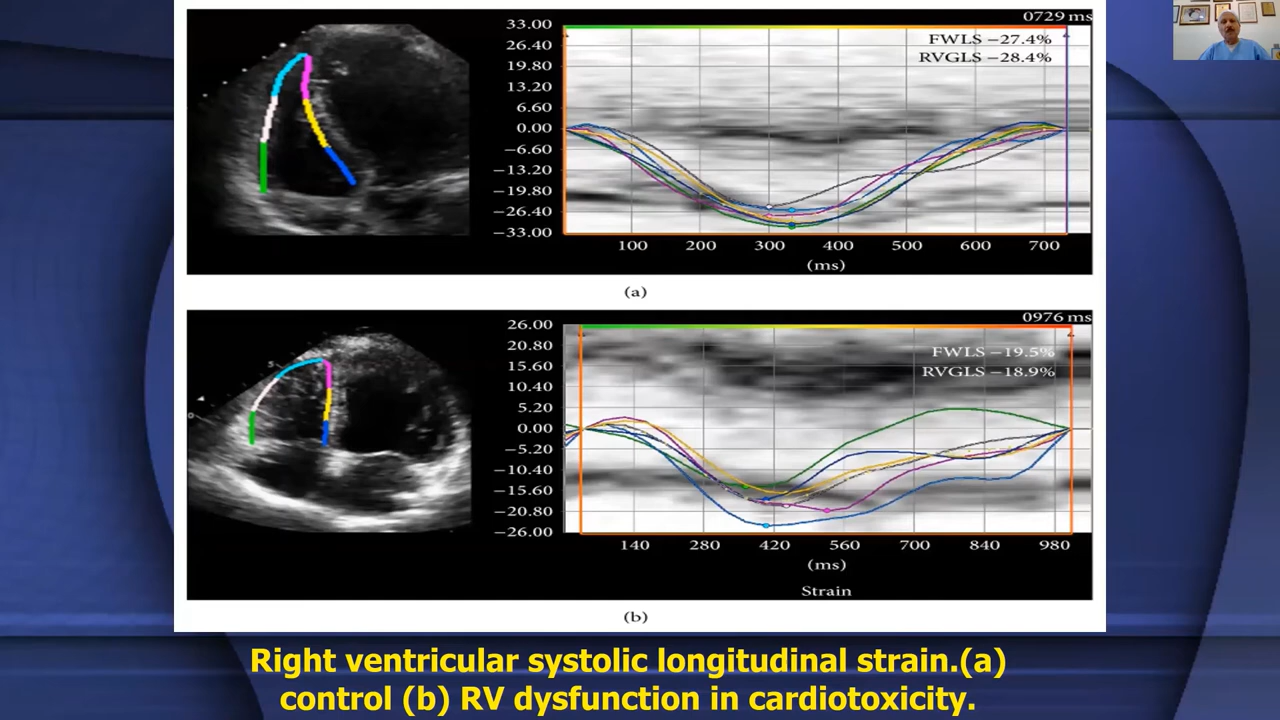 0729 ms
33.00
FWLS −27.4%
26.40
RVGLS −28.4%
19.80
13.20
6.60
0.00
−6.60
−13.20
−19.80
−26.40
−33.00
100 200 300 400 500 600 700
(ms)
(a)
0976 ms
26.00
20.80
FWLS −19.5%
15.60
RVGLS −18.9%
10.40
5.20
0.00
−5.20
−10.40
−15.60
−20.80
−26.00
140 280 420 560 700 840 980
(ms)
Strain
(b)
Right ventricular systolic longitudinal strain.(a)
control (b) RV dysfunction in cardiotoxicity.